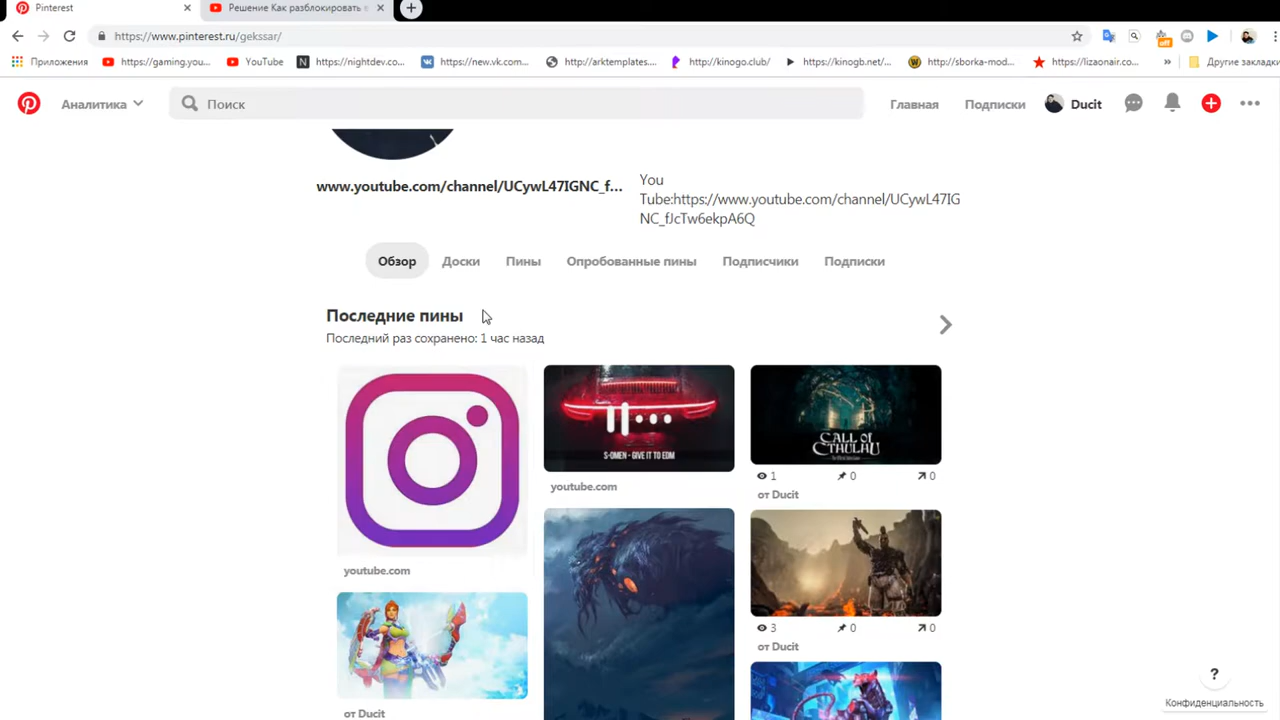 Pinterest
Решение Как разблокировать
https://www.pinterest.ru/gekssar/
off
Приложения
https://gaming.you...
YouTube
https://nightdev.co...
https://new.vk.com...
http://arktemplates....
http://kinogo.club/
https://kinogb.net/...
http://sborka-mod...
https://lizaonair.co...
»
Другие закладки
Аналитика
Поиск
Главная
Подписки
Ducit
www.youtube.com/channel/UCywL47IGNC_f...
You
Tube:https://www.youtube.com/channel/UCywL47IG
NC_fJcTw6ekpA6Q
Обзор
Доски
Пины
Опробованные пины
Подписчики
Подписки
Последние пины
Последний раз сохранено: 1 час назад
youtube.com
от Ducit
S-OMEN - GIVE IT TO EDM
youtube.com
CALL OF
CTHULHU
1
0
0
от Ducit
3
0
0
от Ducit
?
Конфиденциальность